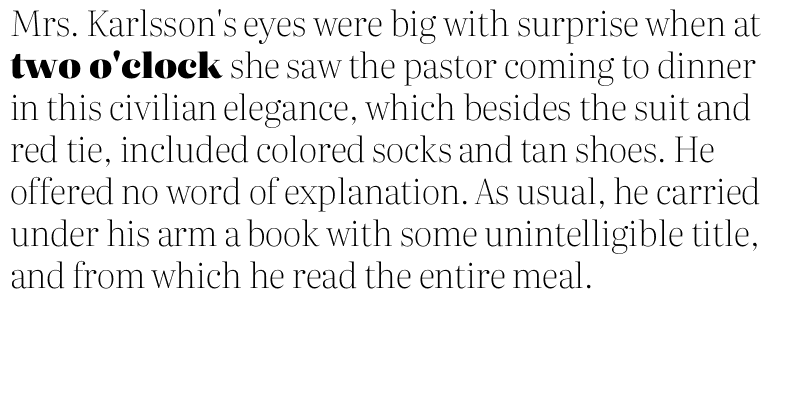 Mrs. Karlsson's eyes were big with surprise when at
two o'clock she saw the pastor coming to dinner
in this civilian elegance, which besides the suit and
red tie, included colored socks and tan shoes. He
offered no word of explanation. As usual, he carried
under his arm a book with some unintelligible title,
and from which he read the entire meal.